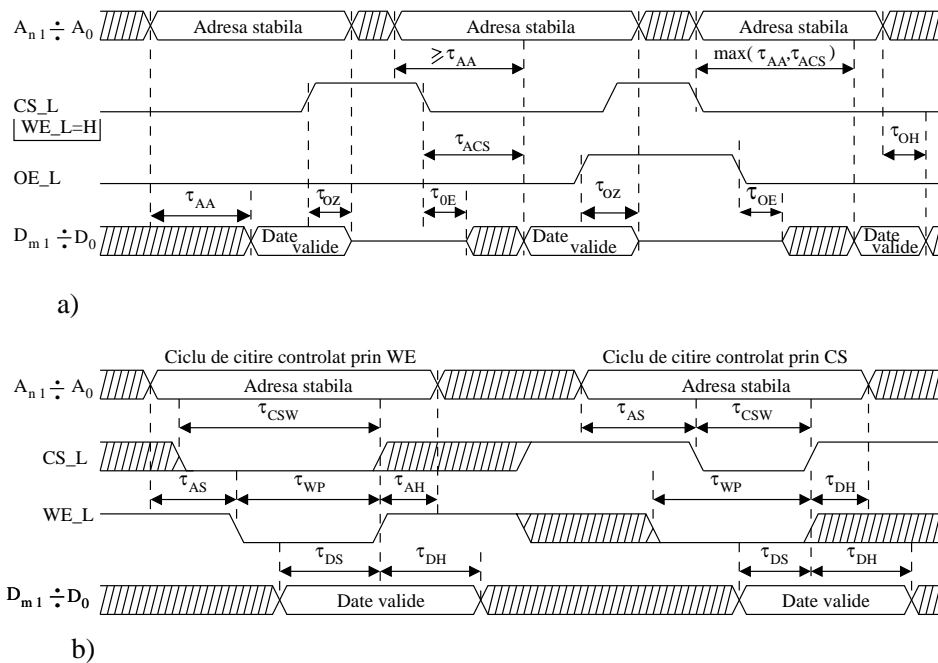 An 1 ÷ A0 Adresa stabila Adresa stabila Adresa stabila
⩾ τAA max( τAA,τACS )
CS_L
WE_L=H
τACS τOH
OE_L
τAA τOZ τ0E τOZ τOE
Dm 1 ÷ D0 Date valide Date valide Date valide
a)
Ciclu de citire controlat prin WE Ciclu de citire controlat prin CS
An 1 ÷ A0 Adresa stabila Adresa stabila
τCSW τAS τCSW
CS_L
τAS τWP τAH τWP τDH
WE_L
τDS τDH τDS τDH
Dm 1 ÷ D0 Date valide Date valide
b)